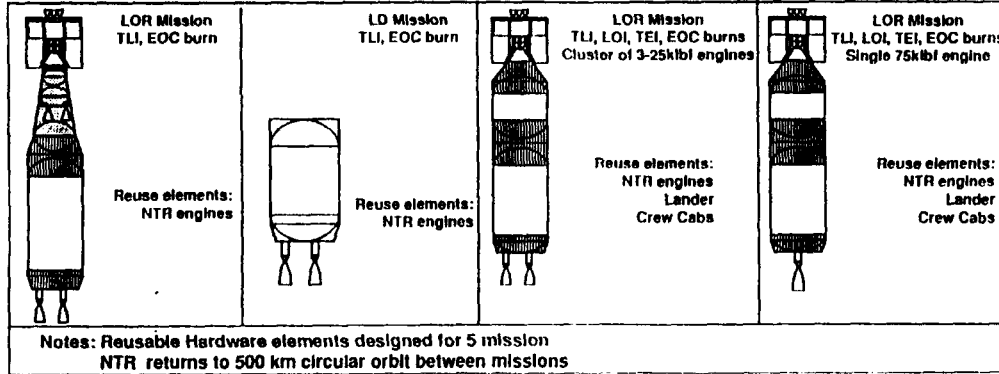 LOR Mission
TLI, EOC burn
Reuse elements:
NTR engines
LD Mission
TLI, EOC burn
Reuse elements:
NTR engines
LOR Mission
TLI, LOI, TEI, EOC burns
Cluster of 3-25klbf engines
Reuse elements:
NTR engines
Lander
Crew Cabs
LOR Mission
TLI, LOI, TEI, EOC burns
Single 75klbf engine
Reuse elements:
NTR engines
Lander
Crew Cabs
Notes: Reusable Hardware elements designed for 5 mission
NTR returns to 500 km circular orbit between missions